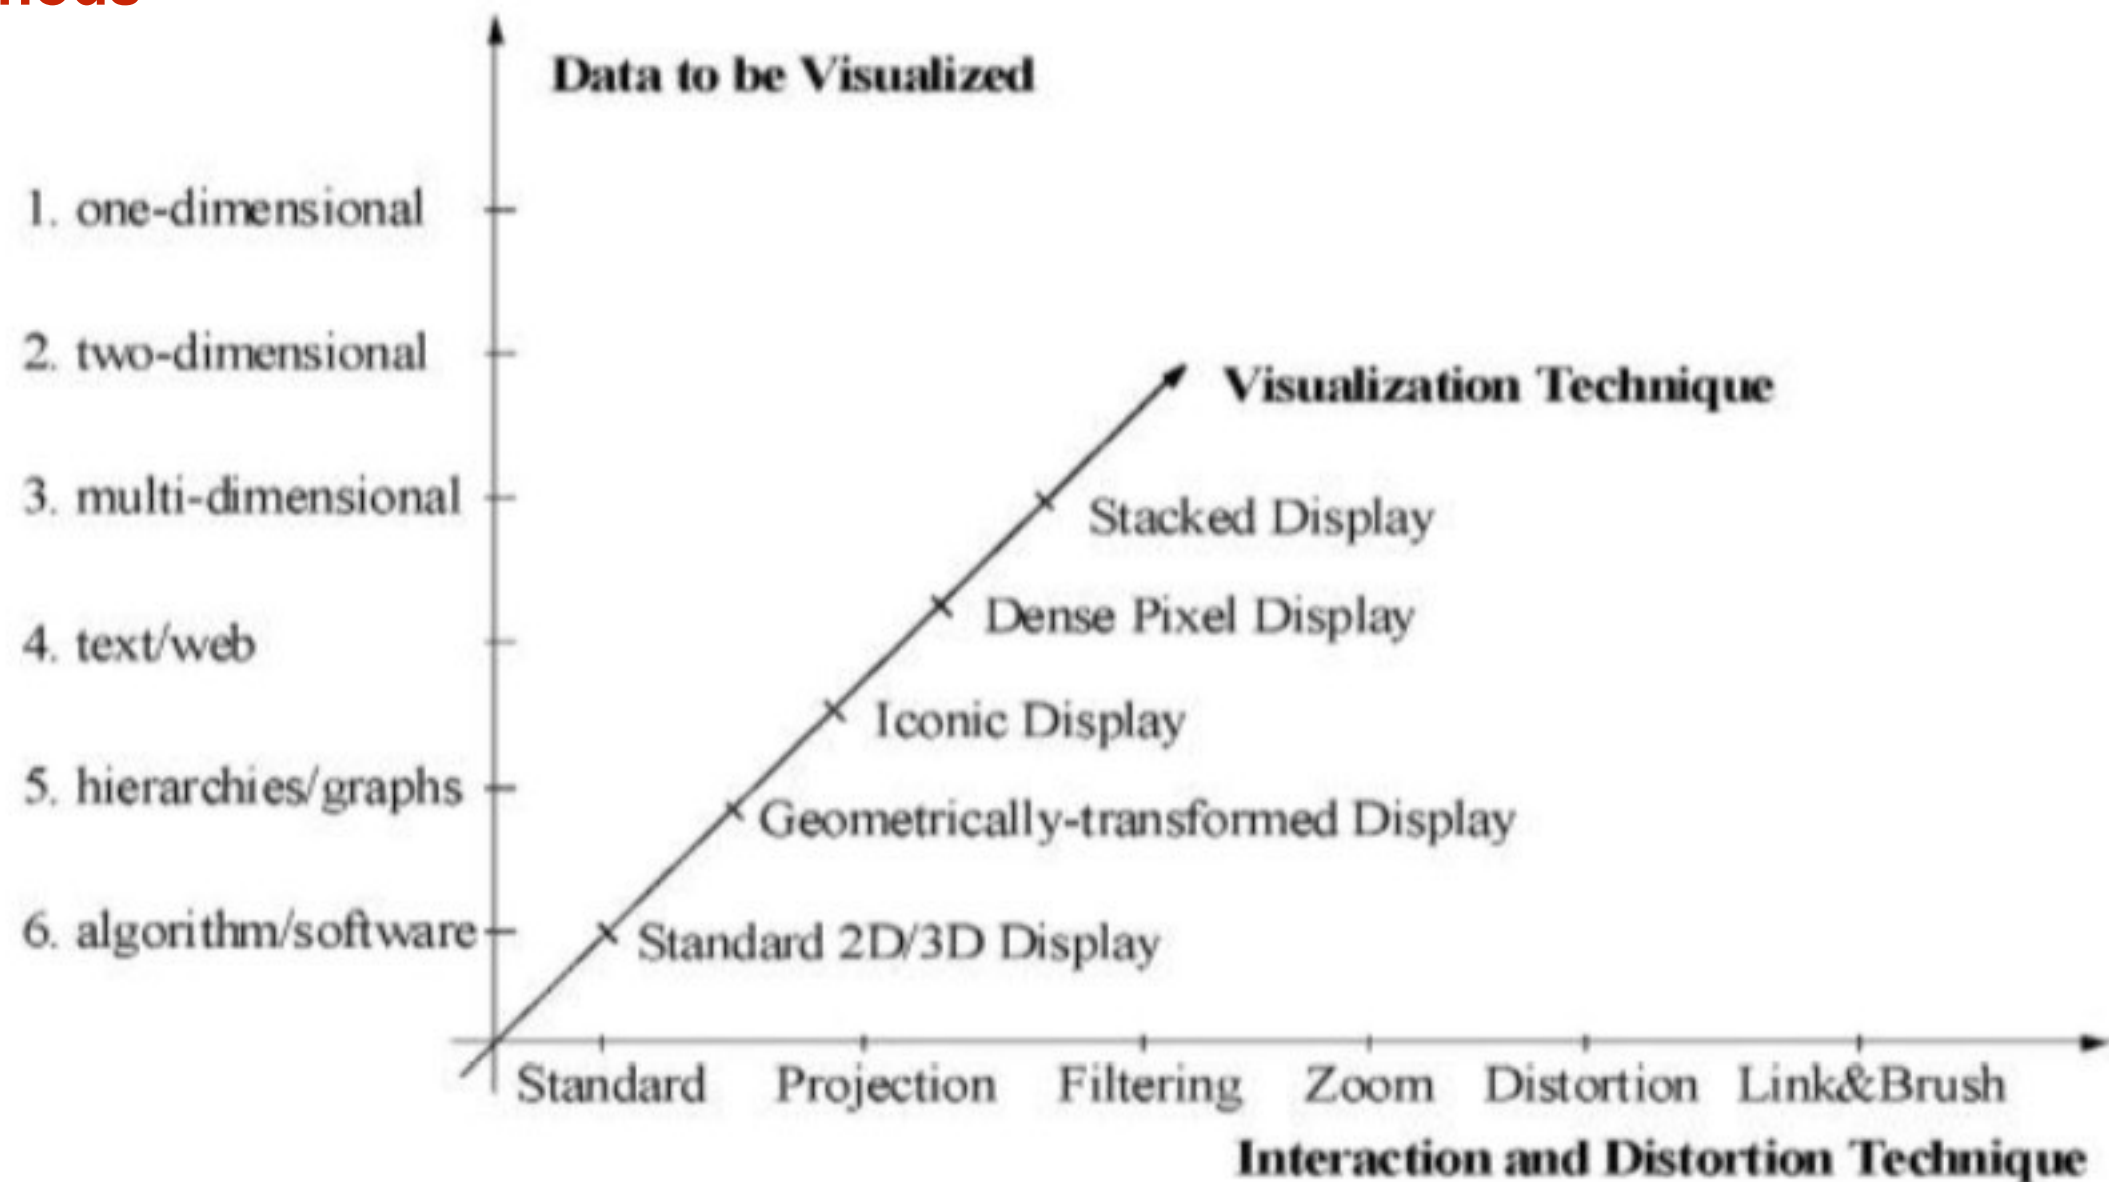 Data to be Visualized
1. one-dimensional
2. two-dimensional
Visualization Technique
3. multi-dimensional
Stacked Display
Dense Pixel Display
4. text/web
Iconic Display
5. hierarchies/graphs
Geometrically-transformed Display
6. algorithm/software
Standard 2D/3D Display
Standard Projection Filtering Zoom Distortion Link&Brush
Interaction and Distortion Technique